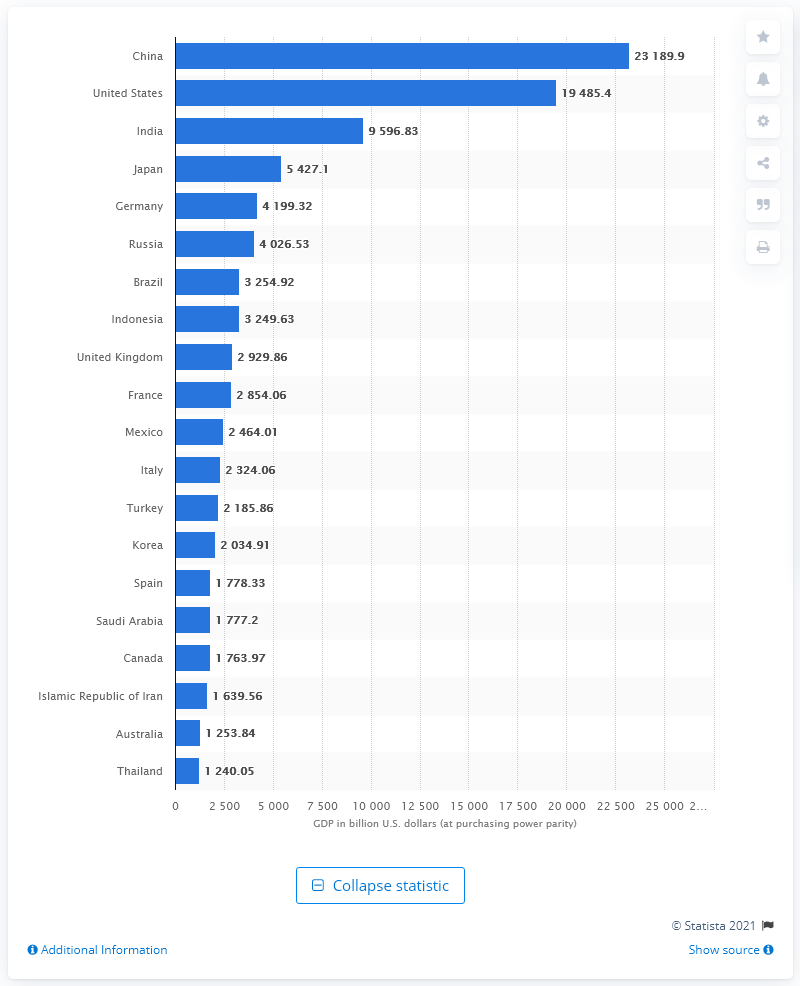 China 23 189.9
United States 19 485.4
India 9 596.83
Japan 5 427.1
Germany 4 199.32
Russia 4 026.53
Brazil 3 254.92
Indonesia 3 249.63
United Kingdom 2 929.86
France 2 854.06
Mexico 2 464.01
Italy 2 324.06
Turkey 2 185.86
Korea 2 034.91
Spain 1 778.33
Saudi Arabia 1 777.2
Canada 1 763.97
Islamic Republic of Iran 1 639.56
Australia 1 253.84
Thailand 1 240.05
0 2 500 5 000 7 500 10 000 12 500 15 000 17 500 20 000 22 500 25 000 2...
GDP in billion U.S. dollars (at purchasing power parity)
Collapse statistic
© Statista 2021
Additional Information Show source